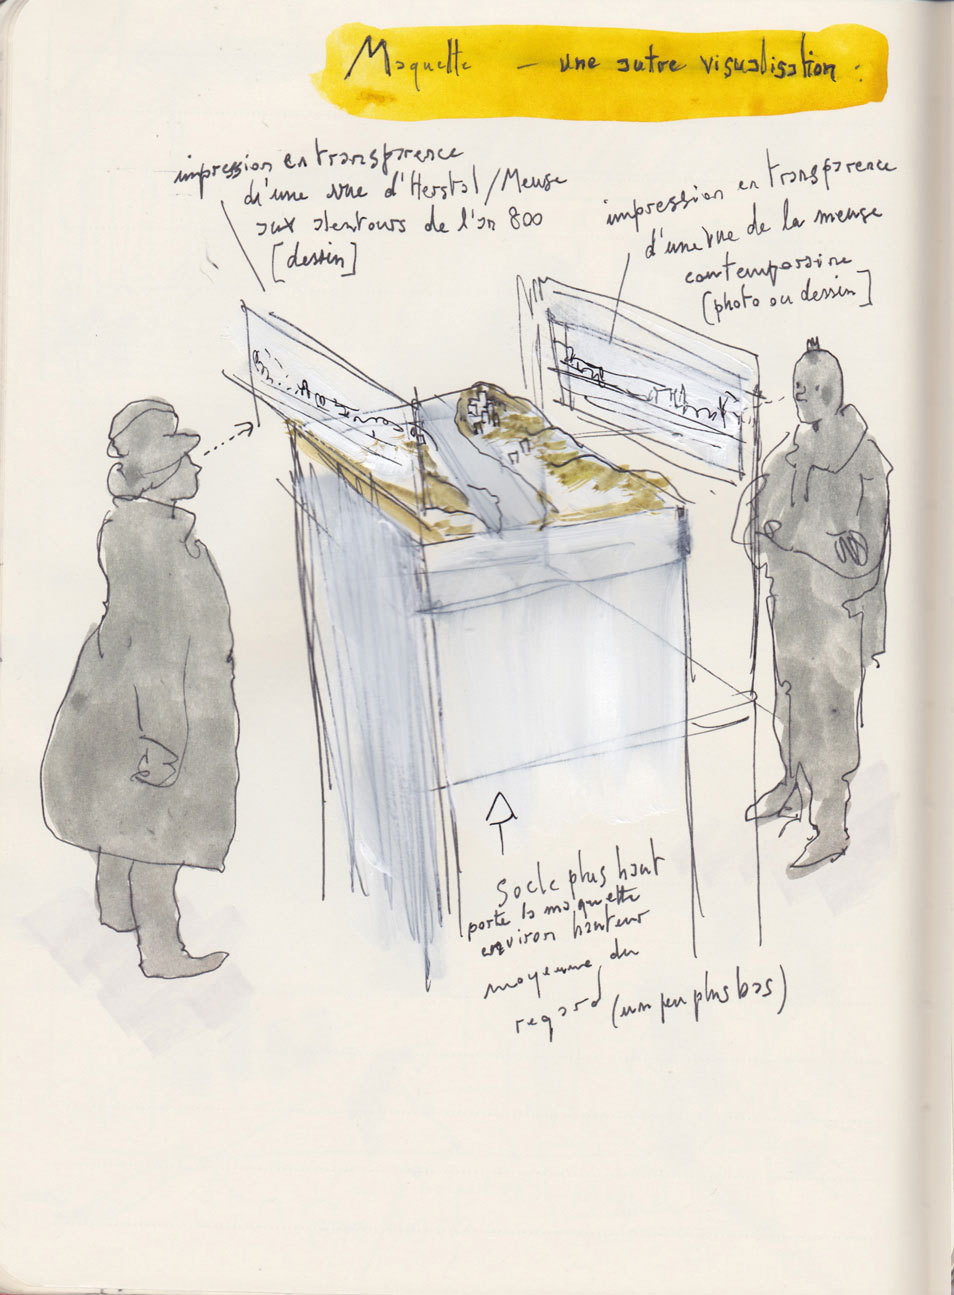 Maquette — une autre visualisation :
impression en transparence
d'une vue d'Herstal/Meuse
aux alentours de l'an 800
[dessin]
impression en transparence
d'une vue de la meuse
contemporaine
[photo ou dessin]
Socle plus haut
porte la maquette
environ hauteur
moyenne du
regard (un peu plus bas)